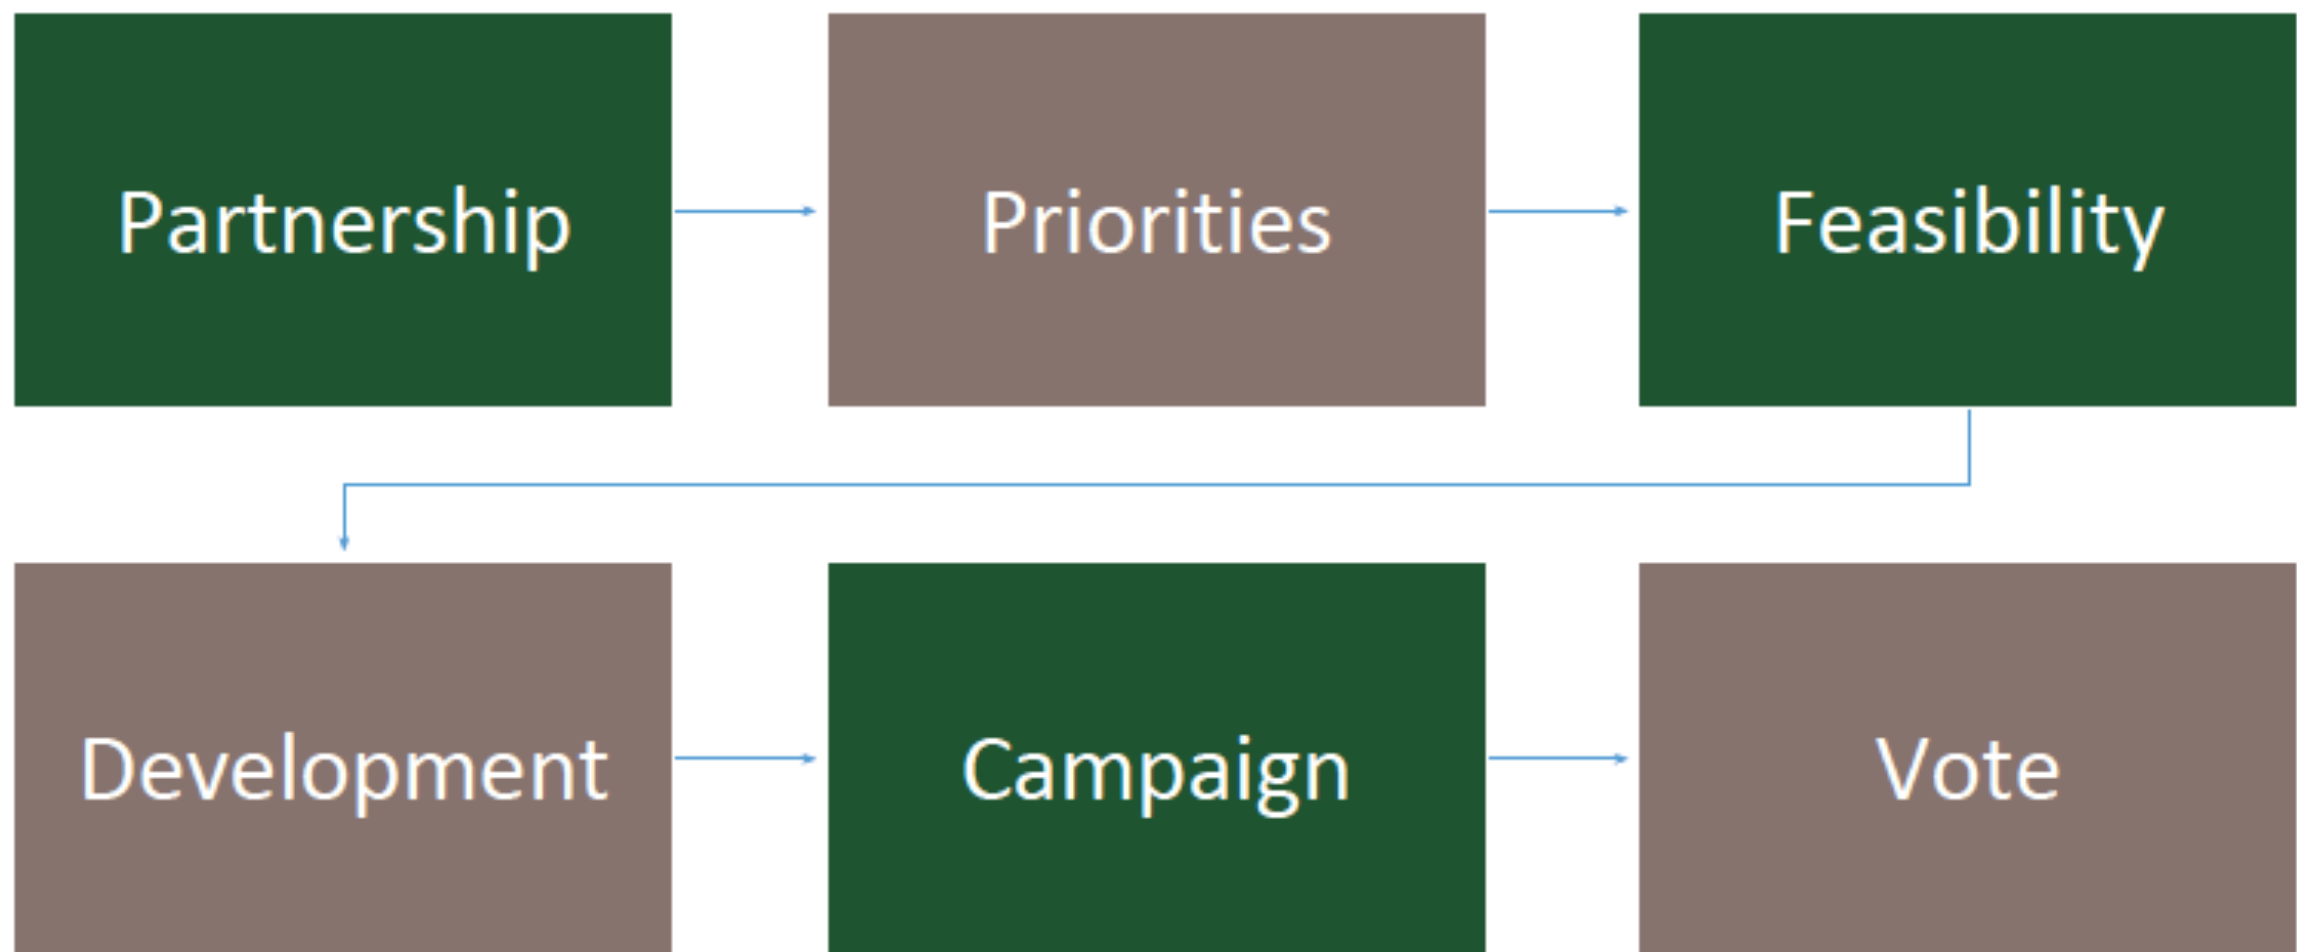 Partnership
Priorities
Feasibility
Development
Campaign
Vote